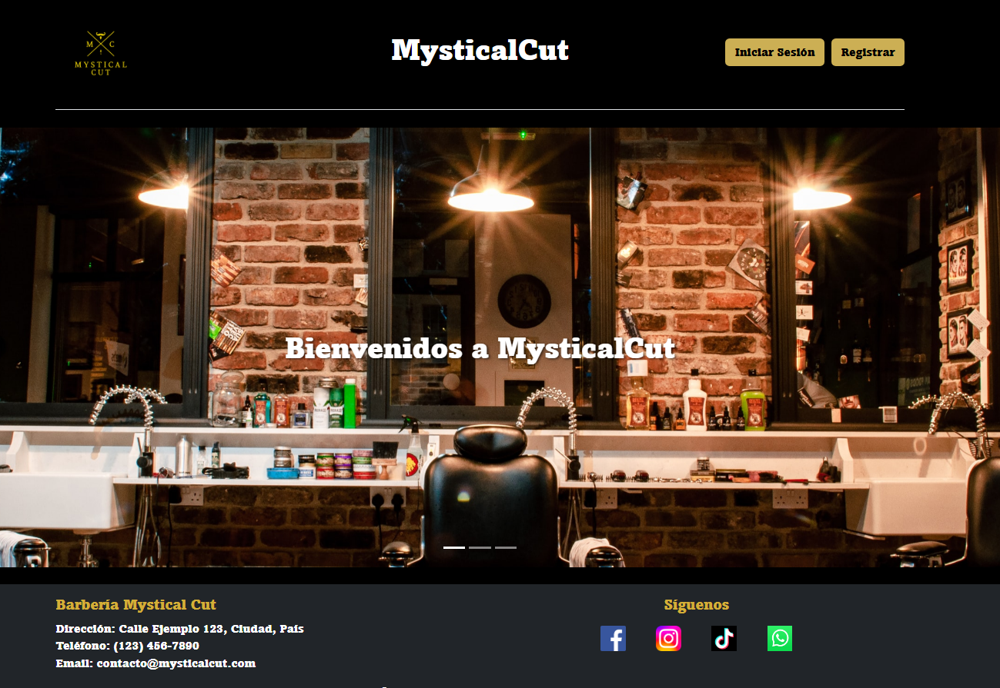 M C
MYSTICAL
CUT
MysticalCut
Iniciar Sesión
Registrar
Bienvenidos a MysticalCut
Barbería Mystical Cut
Dirección: Calle Ejemplo 123, Ciudad, País
Teléfono: (123) 456-7890
Email: contacto@mysticalcut.com
Síguenos